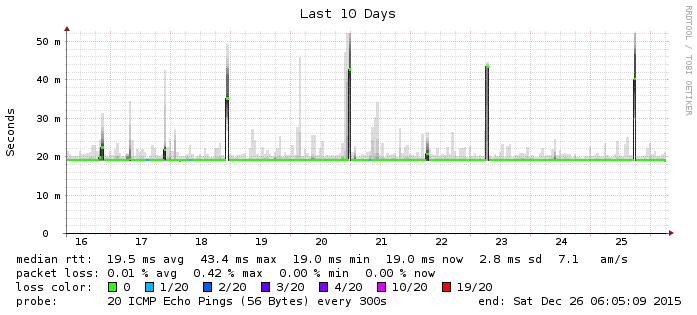 Last 10 Days
RRDTOOL / TOBI OETIKER
Seconds
50 m
40 m
30 m
20 m
10 m
0
16 17 18 19 20 21 22 23 24 25
median rtt: 19.5 ms avg 43.4 ms max 19.0 ms min 19.0 ms now 2.8 ms sd 7.1 am/s
packet loss: 0.01 % avg 0.42 % max 0.00 % min 0.00 % now
loss color: 0 1/20 2/20 3/20 4/20 10/20 19/20
probe: 20 ICMP Echo Pings (56 Bytes) every 300s end: Sat Dec 26 06:05:09 2015